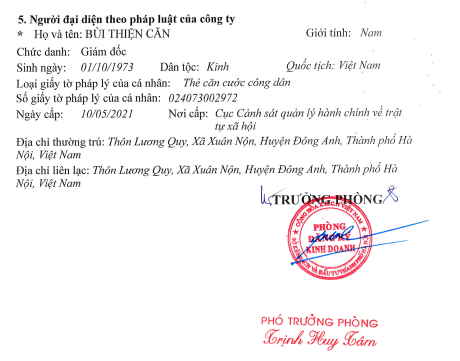 5. Người đại diện theo pháp luật của công ty
* Họ và tên: BÙI THIỆN CĂN Giới tính: Nam
Chức danh: Giám đốc
Sinh ngày: 01/10/1973 Dân tộc: Kinh Quốc tịch: Việt Nam
Loại giấy tờ pháp lý của cá nhân: Thẻ căn cước công dân
Số giấy tờ pháp lý của cá nhân: 024073002972
Ngày cấp: 10/05/2021 Nơi cấp: Cục Cảnh sát quản lý hành chính về trật
tự xã hội
Địa chỉ thường trú: Thôn Lương Quy, Xã Xuân Nộn, Huyện Đông Anh, Thành phố Hà
Nội, Việt Nam
Địa chỉ liên lạc: Thôn Lương Quy, Xã Xuân Nộn, Huyện Đông Anh, Thành phố Hà
Nội, Việt Nam
TRƯỞNG PHÒNG
PHÒNG
KINH DOANH
PHÓ TRƯỞNG PHÒNG
Trịnh Huy Tâm